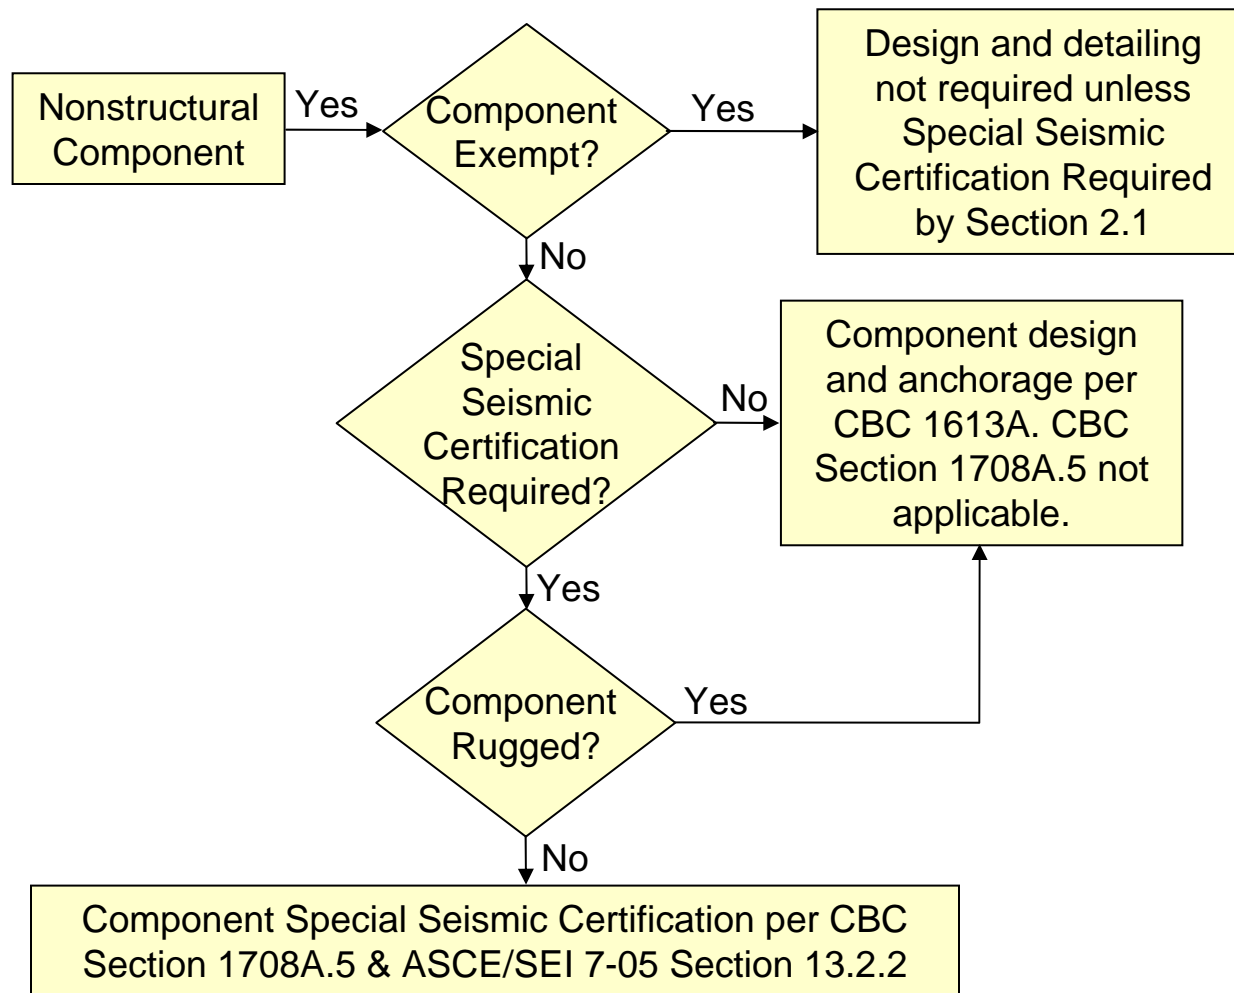 Nonstructural
Component
Yes
Component
Exempt?
Yes
Design and detailing
not required unless
Special Seismic
Certification Required
by Section 2.1
No
Special
Seismic
Certification
Required?
No
Component design
and anchorage per
CBC 1613A. CBC
Section 1708A.5 not
applicable.
Yes
Component
Rugged?
Yes
No
Component Special Seismic Certification per CBC
Section 1708A.5 & ASCE/SEI 7-05 Section 13.2.2